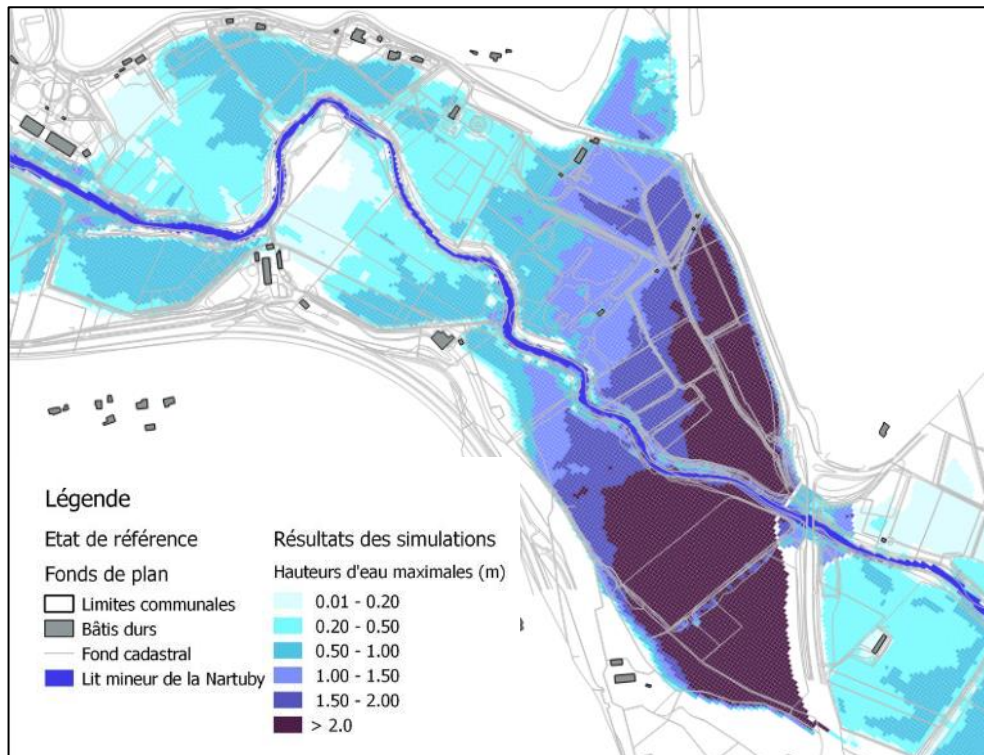 Légende
Etat de référence
Fonds de plan
Limites communales
Bâtis durs
Fond cadastral
Lit mineur de la Nartuby
Résultats des simulations
Hauteurs d'eau maximales (m)
0.01 - 0.20
0.20 - 0.50
0.50 - 1.00
1.00 - 1.50
1.50 - 2.00
> 2.0